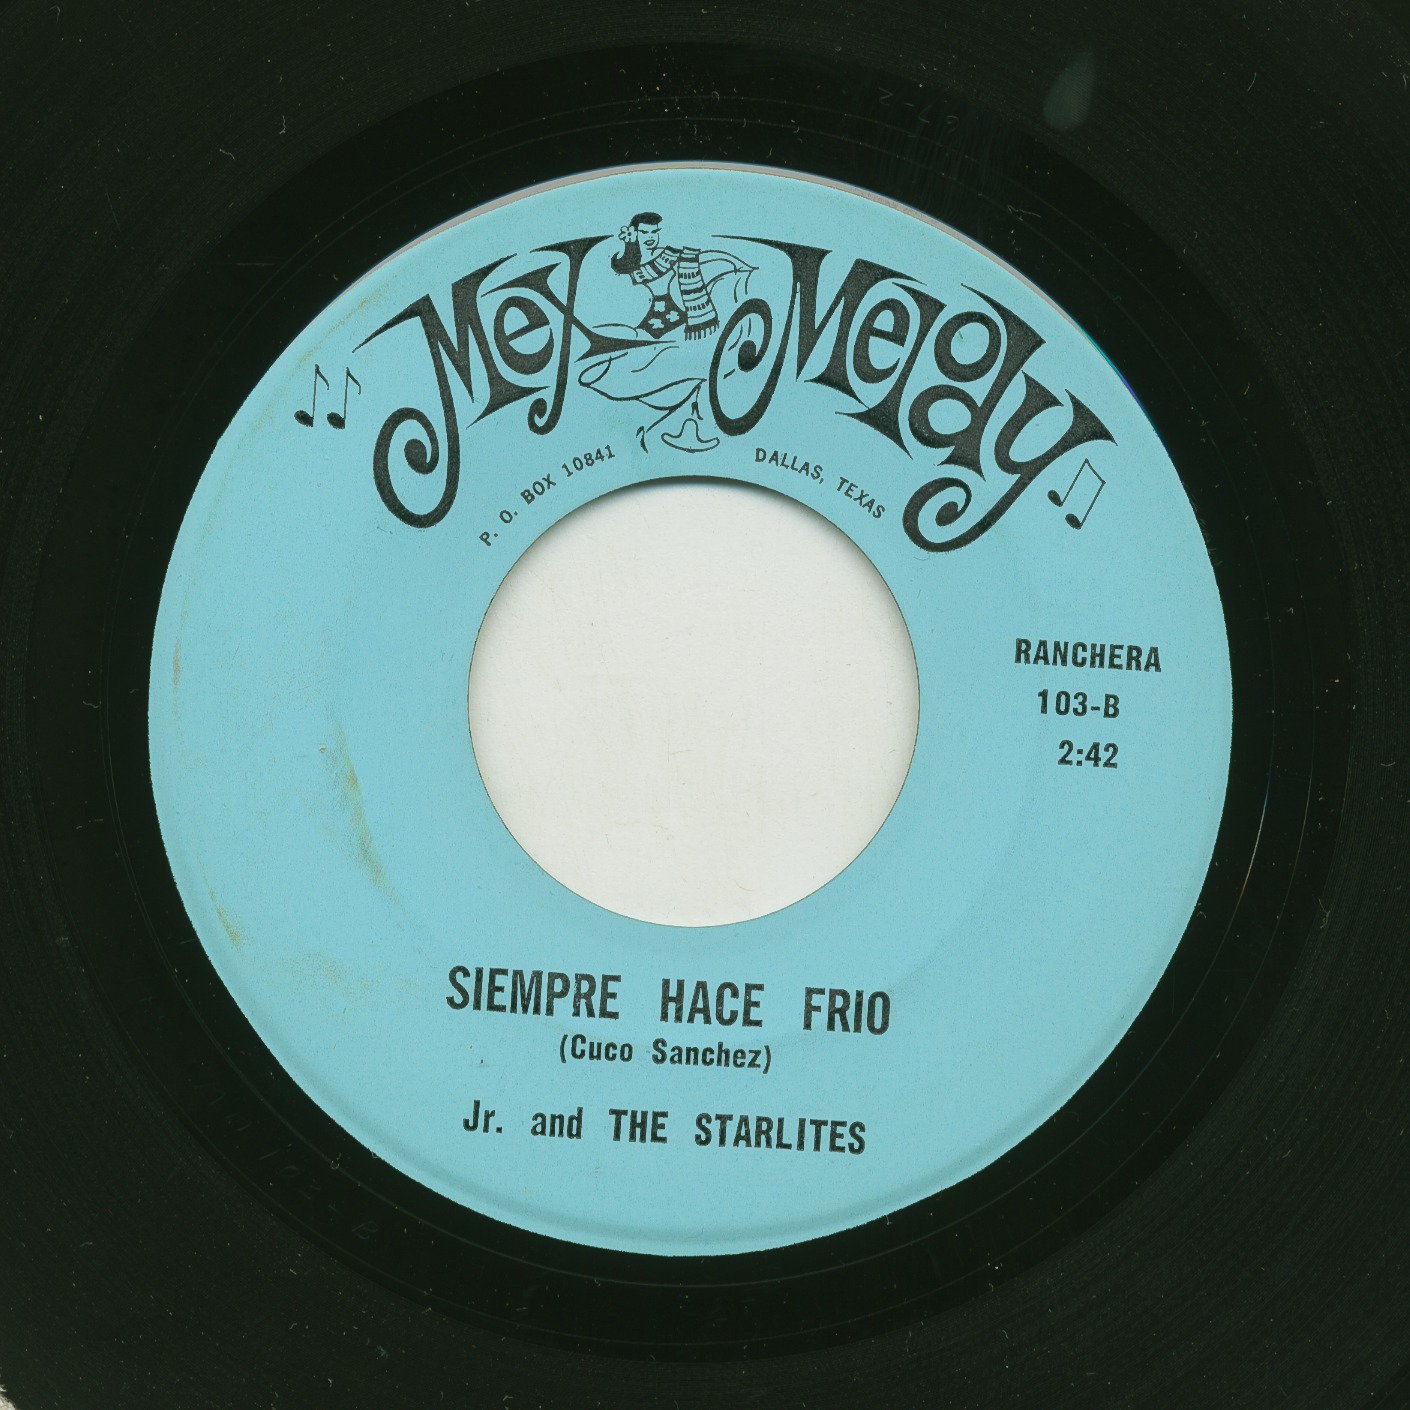 Mex Melody
P. O. BOX 10841 DALLAS, TEXAS
RANCHERA
103-B
2:42
SIEMPRE HACE FRIO
(Cuco Sanchez)
Jr. and THE STARLITES